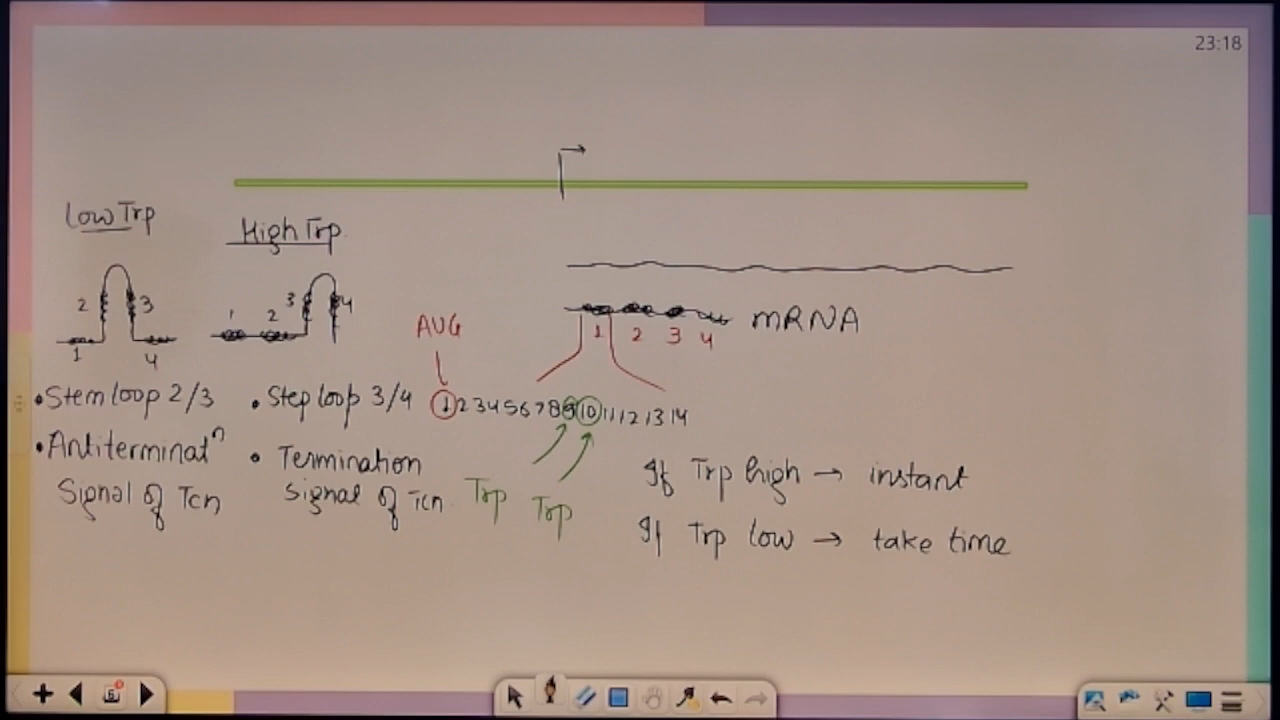 23:18
Low Trp
High Trp
2 3
1 4
1 2 3 4
mRNA
1 2 3 4
AUG
• Stem loop 2/3
• Step loop 3/4
1 2 3 4 5 6 7 8 9 10 11 12 13 14
• Antiterminatⁿ
Signal of Tcn
• Termination
Signal of Tcn
Trp Trp
If Trp high → instant
If Trp low → take time
6